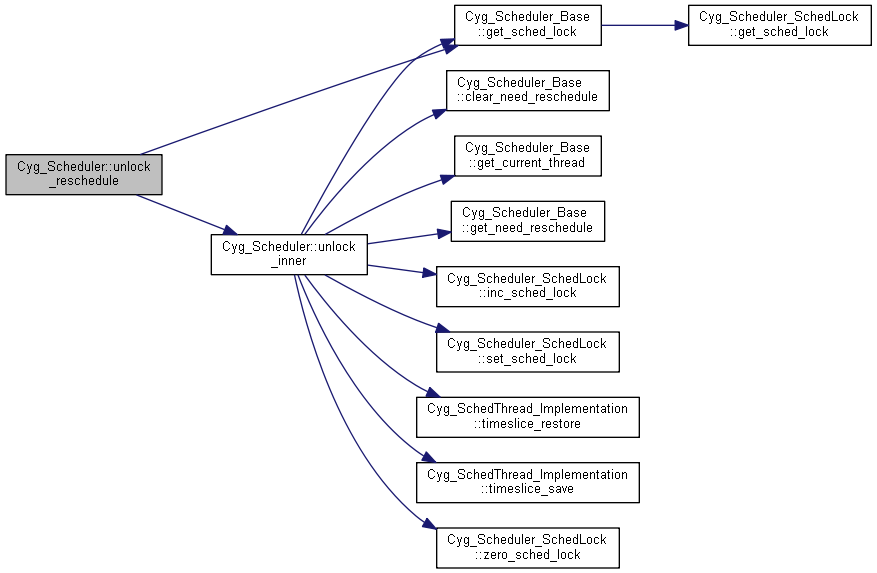 Cyg_Scheduler_Base
::get_sched_lock
Cyg_Scheduler_SchedLock
::get_sched_lock
Cyg_Scheduler_Base
::clear_need_reschedule
Cyg_Scheduler_Base
::get_current_thread
Cyg_Scheduler::unlock
_reschedule
Cyg_Scheduler_Base
::get_need_reschedule
Cyg_Scheduler::unlock
_inner
Cyg_Scheduler_SchedLock
::inc_sched_lock
Cyg_Scheduler_SchedLock
::set_sched_lock
Cyg_SchedThread_Implementation
::timeslice_restore
Cyg_SchedThread_Implementation
::timeslice_save
Cyg_Scheduler_SchedLock
::zero_sched_lock